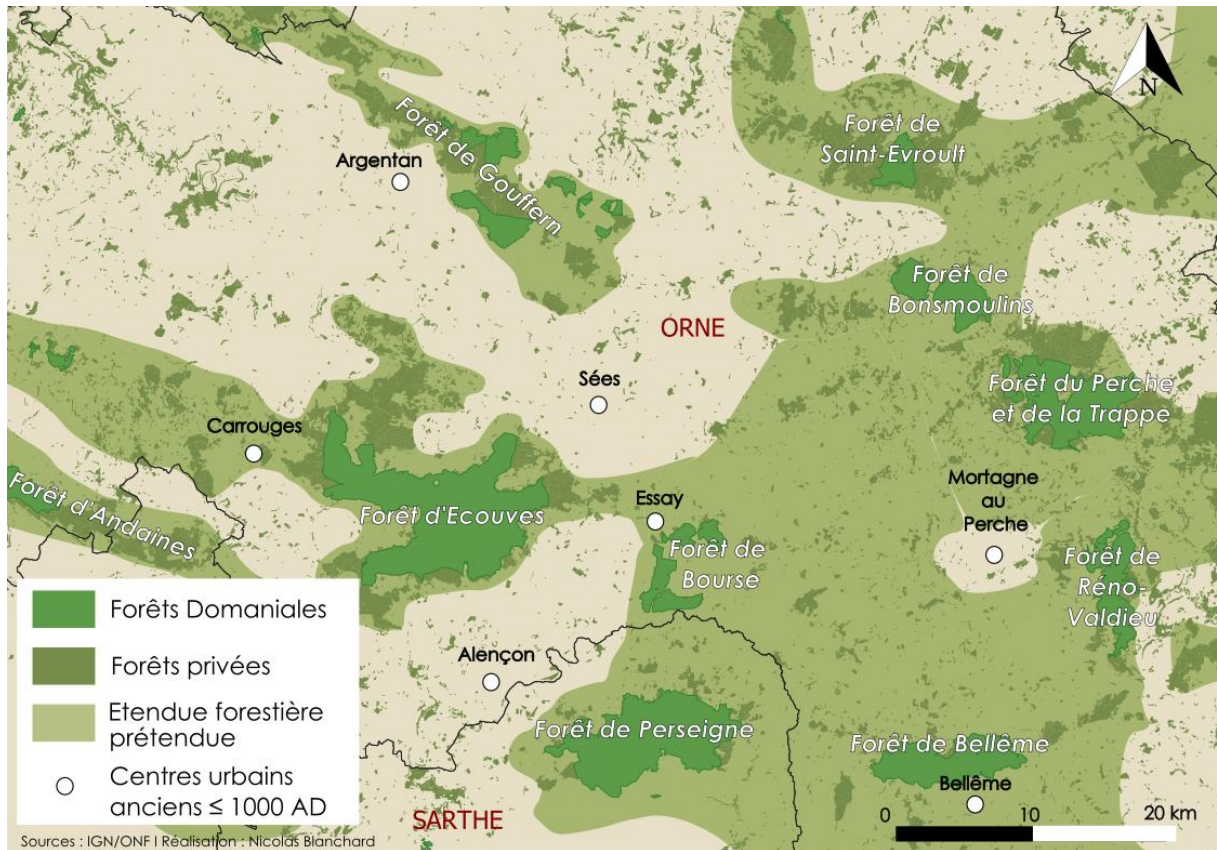 N
Forêt de
Saint-Evroult
Argentan
Forêt de Gouffern
Forêt de
Bonsmoulins
ORNE
Sées
Forêt du Perche
et de la Trappe
Carrouges
Mortagne
au
Perche
Essay
Forêt d'Andaines
Forêt d'Ecouves
Forêt de
Bourse
Forêt de
Réno-
Valdieu
Alençon
Forêt de Perseigne
Forêt de Bellême
Bellême
SARTHE
Forêts Domaniales
Forêts privées
Etendue forestière
prétendue
Centres urbains
anciens ≤ 1000 AD
0 10 20 km
Sources : IGN/ONF I Réalisation : Nicolas Blanchard